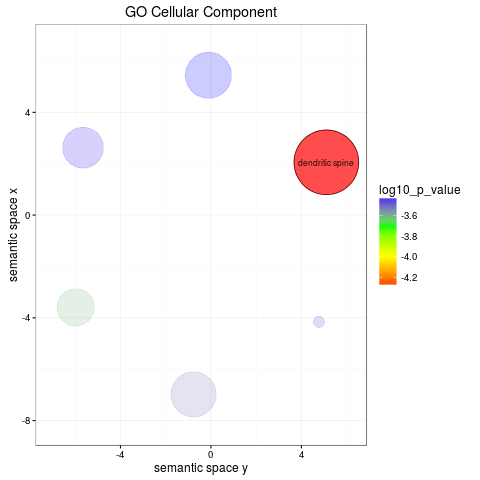 GO Cellular Component
4
0
-4
-8
semantic space x
dendritic spine
-4
0
4
semantic space y
log10_p_value
-3.6
-3.8
-4.0
-4.2